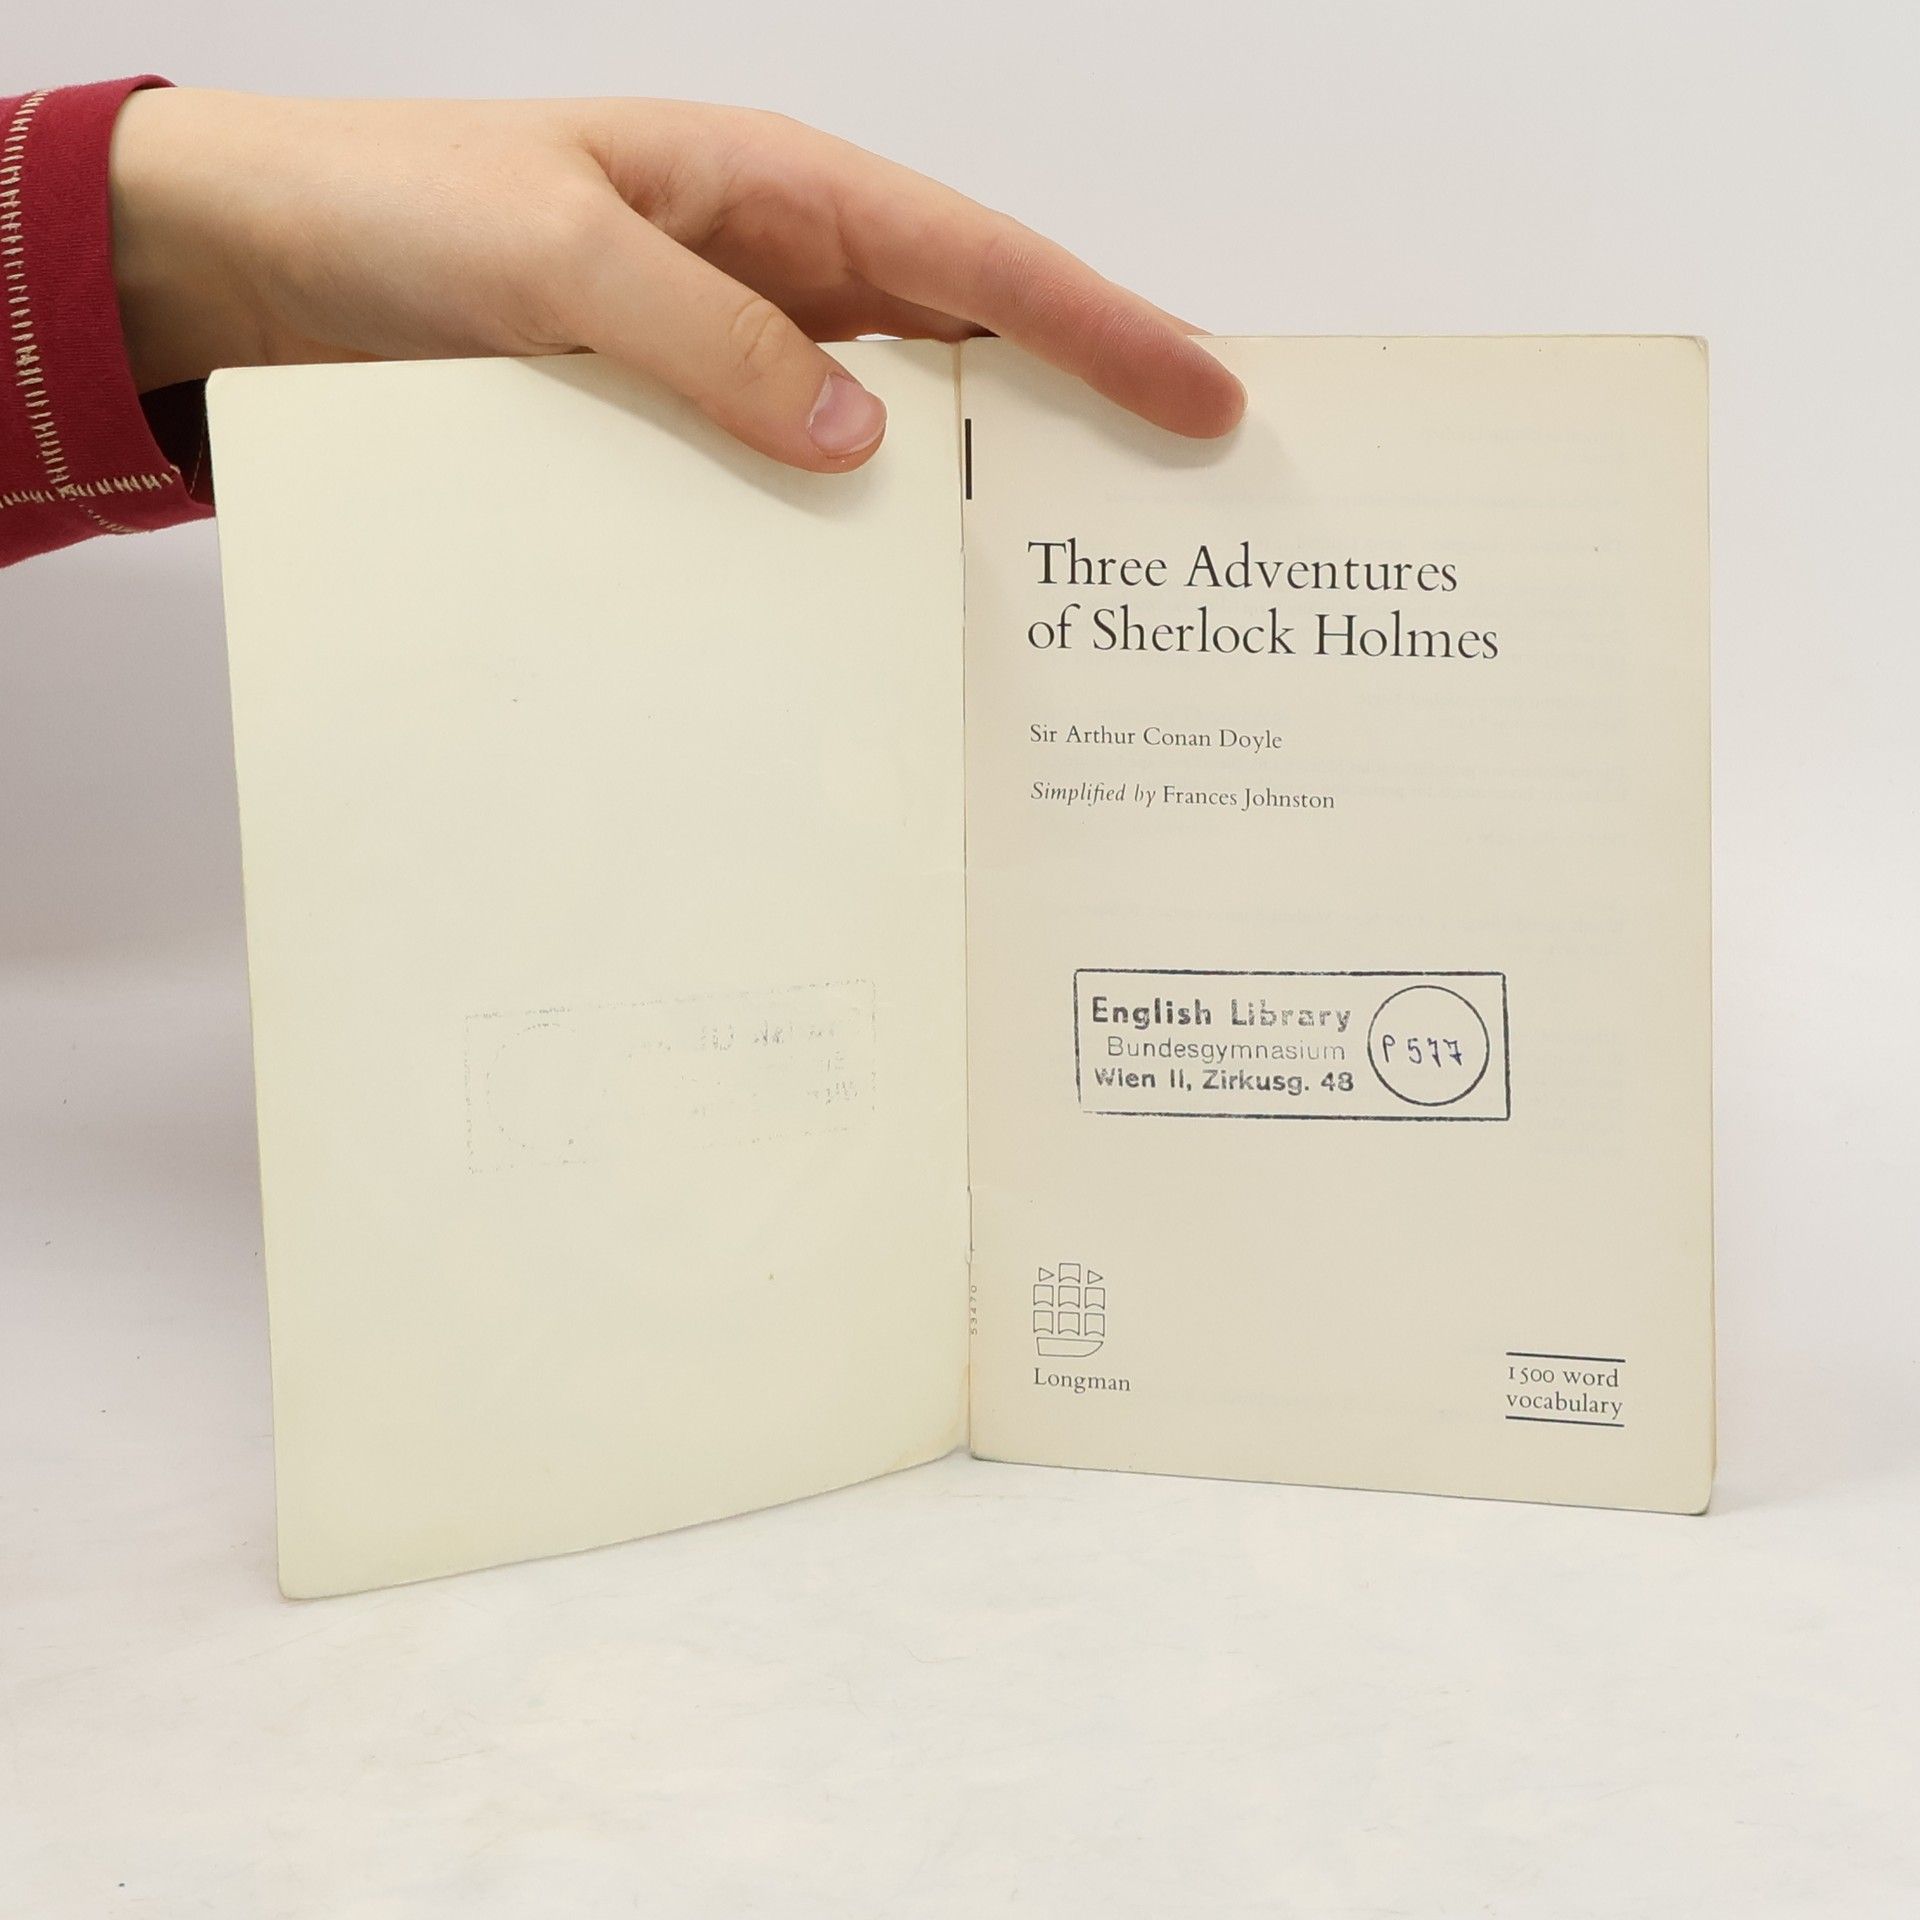 Three Adventures
of Sherlock Holmes
Sir Arthur Conan Doyle
Simplified by Frances Johnston
English Library
Bundesgymnasium
Wien II, Zirkusg. 48
P 577
53470
Longman
1500 word
vocabulary